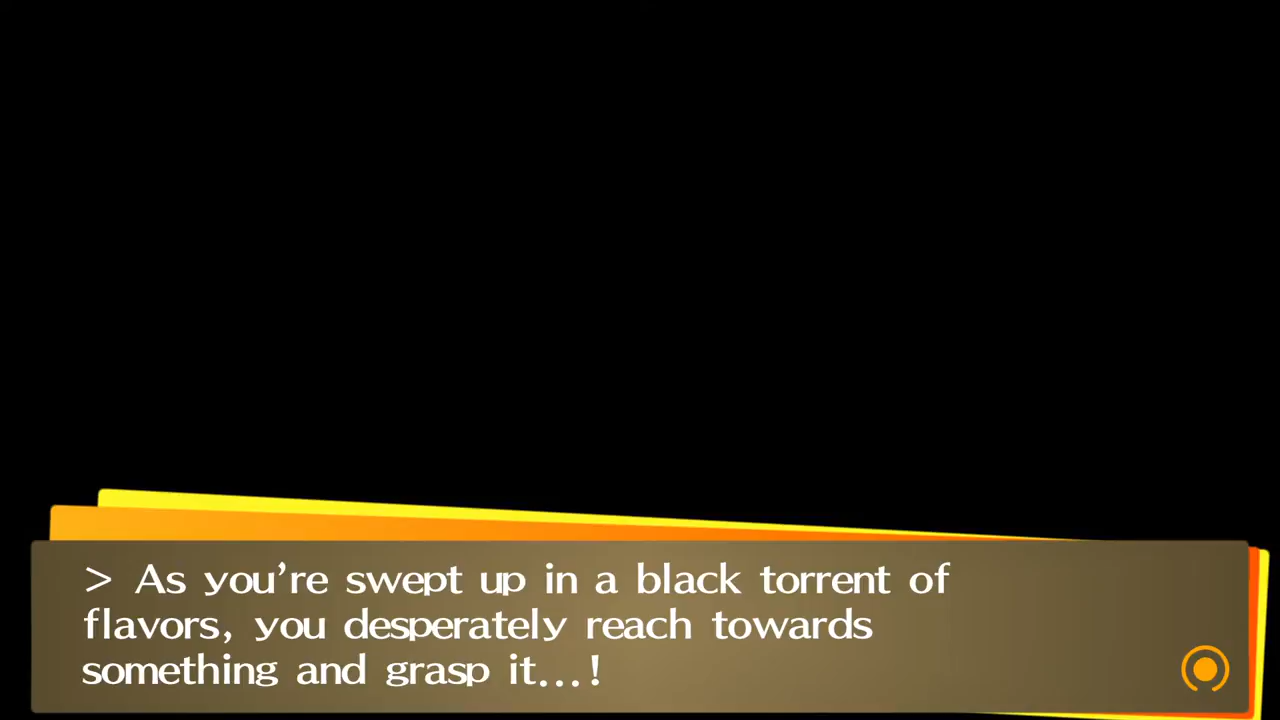 > As you're swept up in a black torrent of
flavors, you desperately reach towards
something and grasp it...!